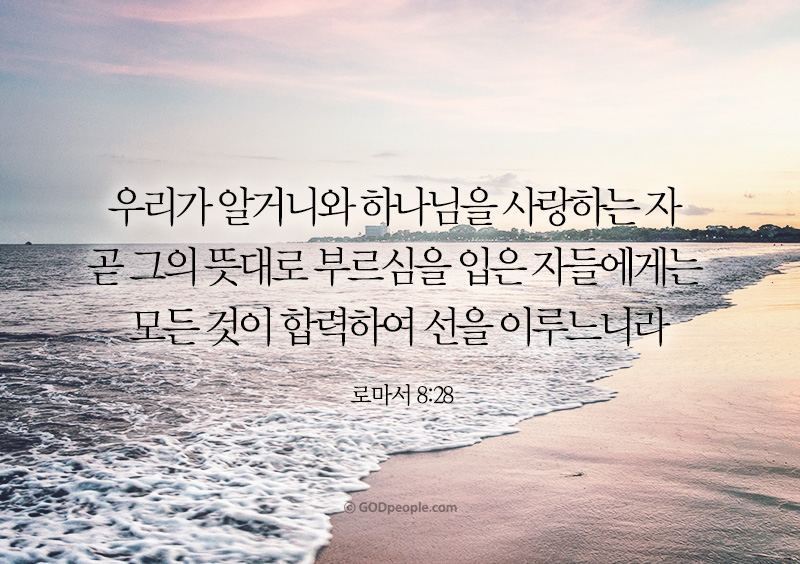 우리가 알거니와 하나님을 사랑하는 자
곧 그의 뜻대로 부르심을 입은 자들에게는
모든 것이 합력하여 선을 이루느니라
로마서 8:28
© GODpeople.com